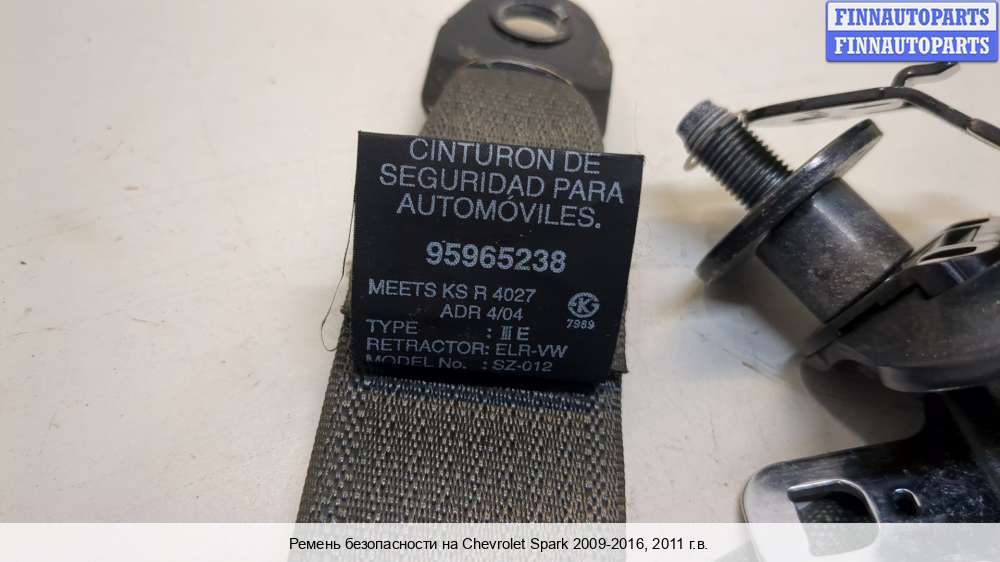 FINNAUTOPARTS
FINNAUTOPARTS
CINTURON DE
SEGURIDAD PARA
AUTOMÓVILES.
95965238
MEETS KS R 4027
ADR 4/04
K
7989
TYPE : III E
RETRACTOR: ELR-VW
MODEL No. : SZ-012
Ремень безопасности на Chevrolet Spark 2009-2016, 2011 г.в.